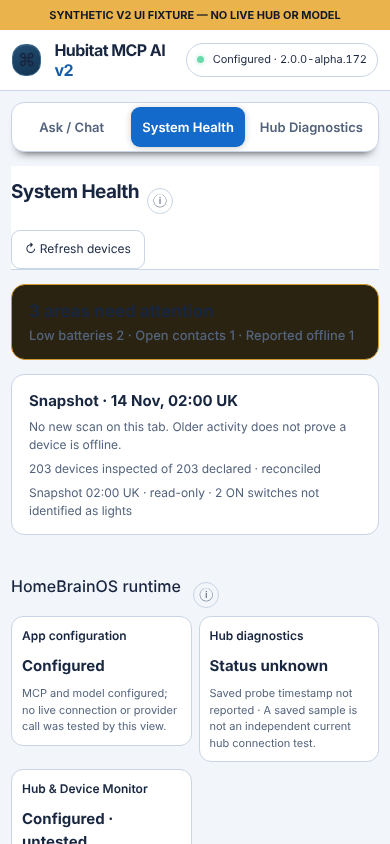 SYNTHETIC V2 UI FIXTURE — NO LIVE HUB OR MODEL
Hubitat MCP AI
v2
Configured · 2.0.0-alpha.172
Ask / Chat
System Health
Hub Diagnostics
System Health ⓘ
↻ Refresh devices
3 areas need attention
Low batteries 2 · Open contacts 1 · Reported offline 1
Snapshot · 14 Nov, 02:00 UK
No new scan on this tab. Older activity does not prove a
device is offline.
203 devices inspected of 203 declared · reconciled
Snapshot 02:00 UK · read-only · 2 ON switches not
identified as lights
HomeBrainOS runtime ⓘ
App configuration
Configured
MCP and model configured;
no live connection or provider
call was tested by this view.
Hub diagnostics
Status unknown
Saved probe timestamp not
reported · A saved sample is
not an independent current
hub connection test.
Hub & Device Monitor
Configured ·
untested